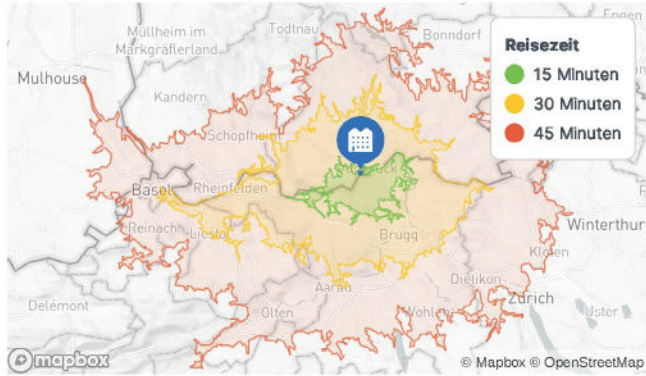 Müllheim im
Markgräflerland
Todtnau
Bonndorf
Engen
Reisezeit
15 Minuten
30 Minuten
45 Minuten
Mulhouse
Kandern
Schopfheim
Basel
Rheinfelden
Reinach
Liestal
Brugg
Winterthur
Kloten
Dietikon
Delémont
Aarau
Olten
Wohlen
Zürich
Uster
mapbox
© Mapbox © OpenStreetMap